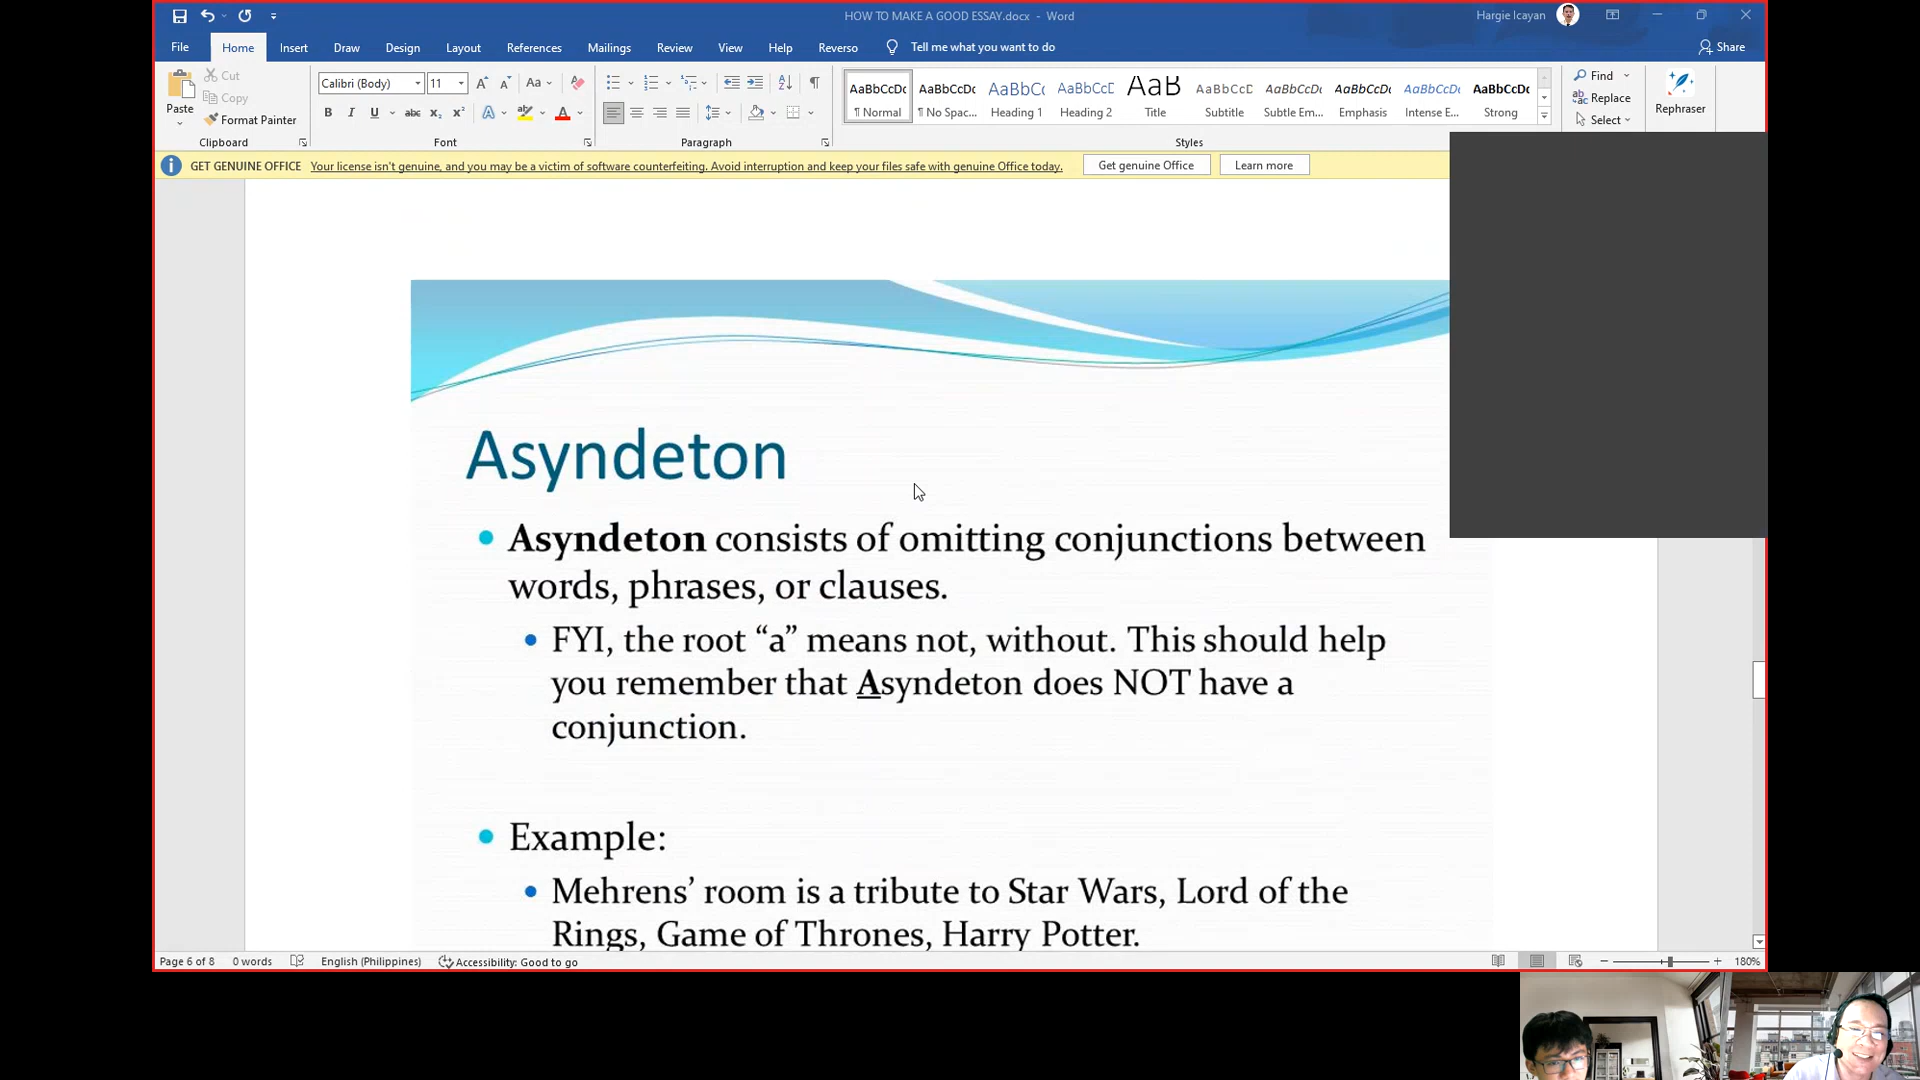 HOW TO MAKE A GOOD ESSAY.docx - Word
Hargie Icayan
File Home Insert Draw Design Layout References Mailings Review View Help Reverso Tell me what you want to do Share
Paste
Cut
Copy
Format Painter
Clipboard
Calibri (Body) 11
Font
Paragraph
AaBbCcDc AaBbCcDc AaBbC( AaBbCcD AaB AaBbCcD AaBbCcDc AaBbCcDc AaBbCcDc AaBbCcDc
¶ Normal ¶ No Spac... Heading 1 Heading 2 Title Subtitle Subtle Em... Emphasis Intense E... Strong
Styles
Find
Replace
Select
Rephraser
GET GENUINE OFFICE Your license isn't genuine, and you may be a victim of software counterfeiting. Avoid interruption and keep your files safe with genuine Office today. Get genuine Office Learn more
Asyndeton
• Asyndeton consists of omitting conjunctions between
words, phrases, or clauses.
• FYI, the root “a” means not, without. This should help
you remember that Asyndeton does NOT have a
conjunction.
• Example:
• Mehrens’ room is a tribute to Star Wars, Lord of the
Rings, Game of Thrones, Harry Potter.
Page 6 of 8 0 words English (Philippines) Accessibility: Good to go 180%